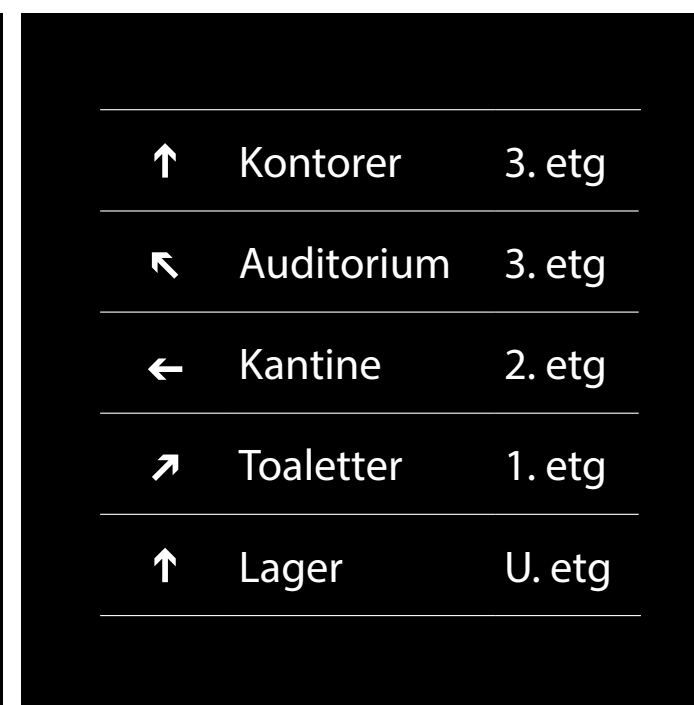 ↑ Kontorer 3. etg
↖ Auditorium 3. etg
← Kantine 2. etg
↗ Toaletter 1. etg
↑ Lager U. etg